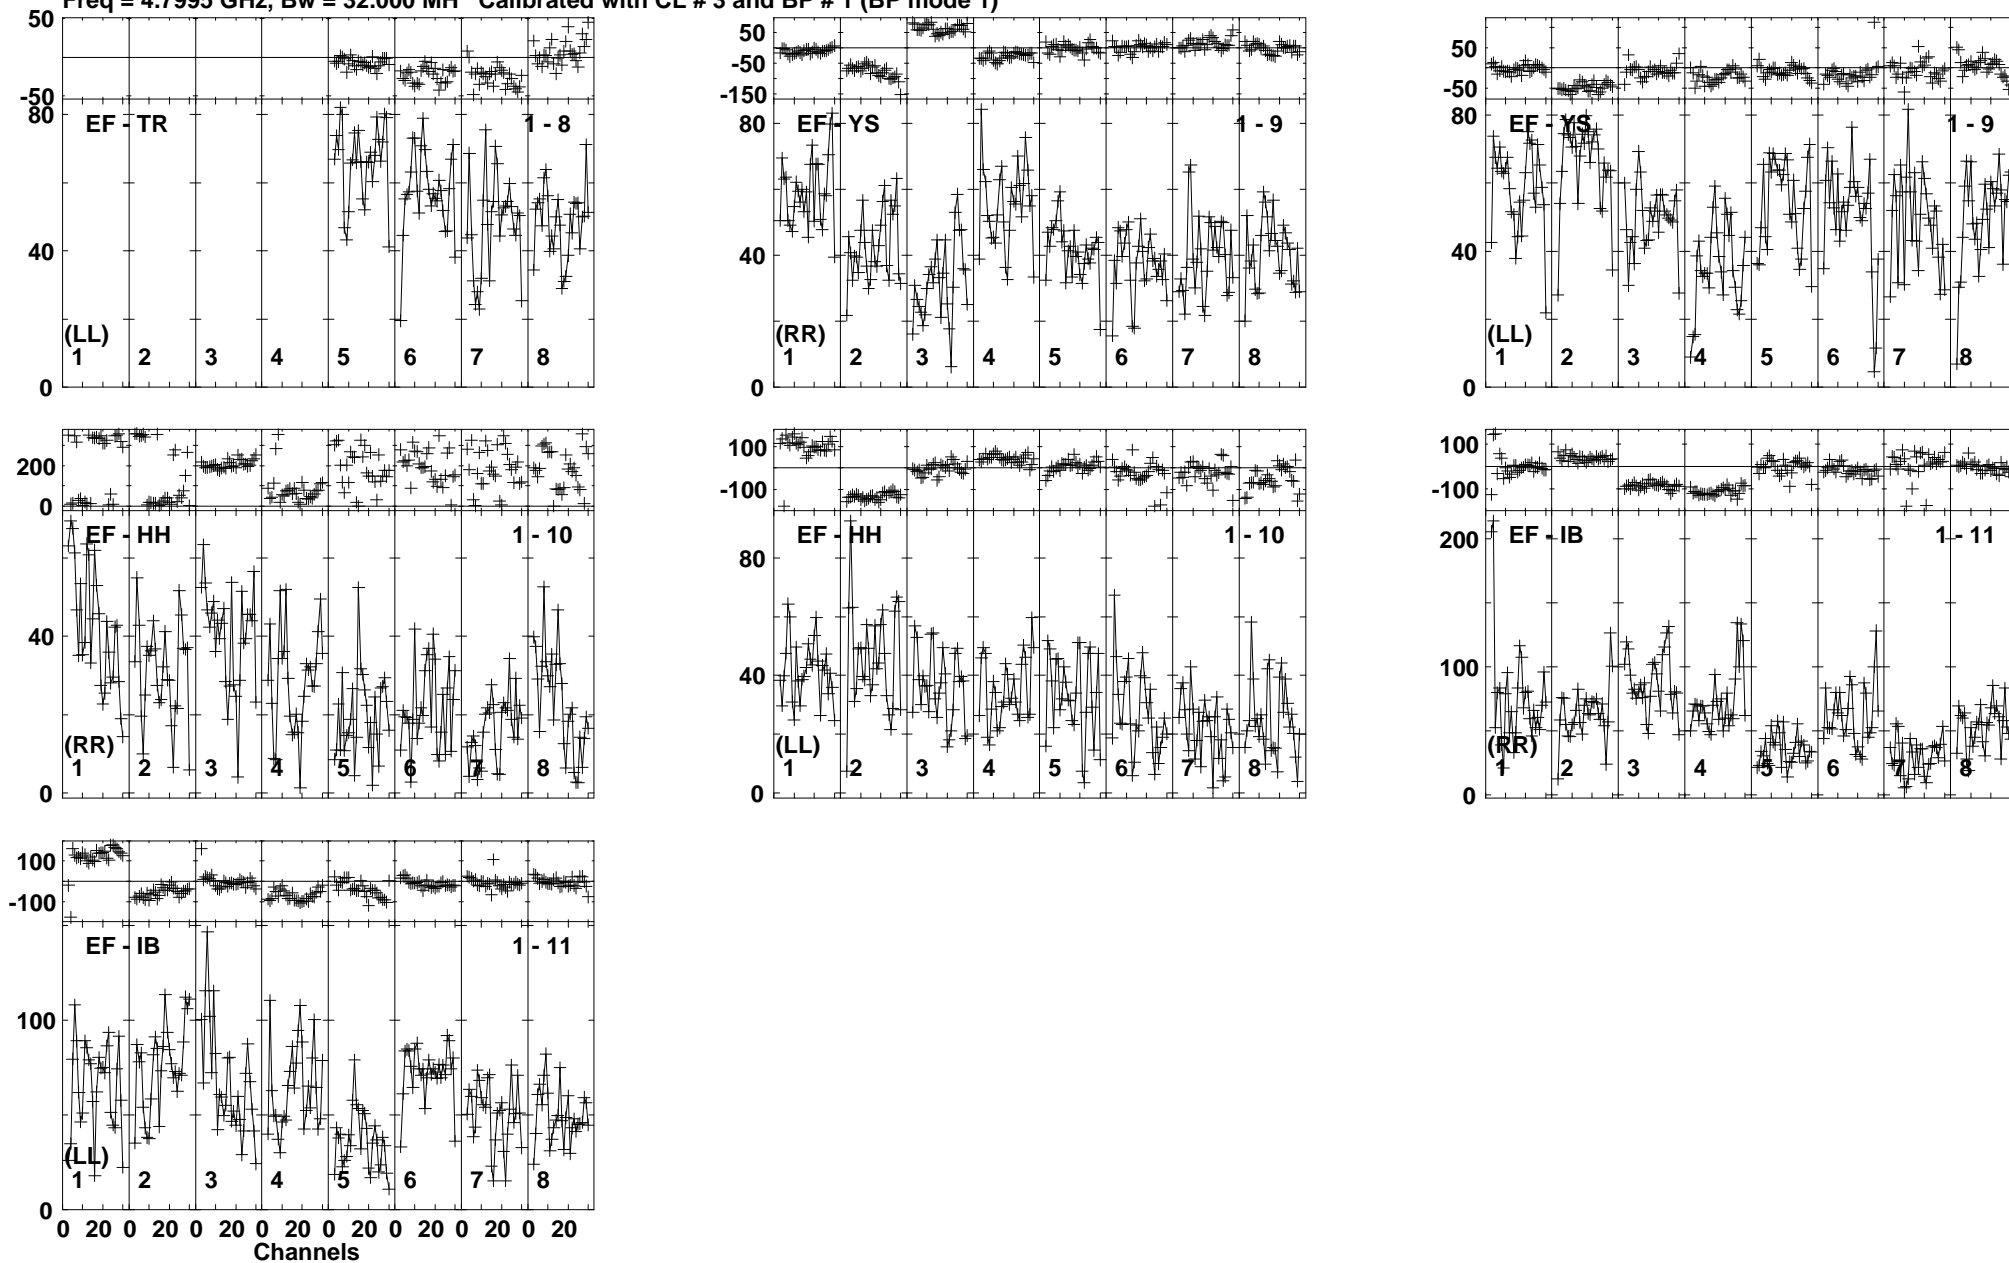 Freq = 4.7995 GHz, Bw = 32.000 MH Calibrated with CL # 3 and BP # 1 (BP mode 1)
50
-50
80
40
0
EF - TR 1 - 8
(LL)
1 2 3 4 5 6 7 8
50
-50
-150
80
40
0
EF - YS 1 - 9
(RR)
1 2 3 4 5 6 7 8
50
-50
80
40
0
EF - YS 1 - 9
(LL)
1 2 3 4 5 6 7 8
200
0
40
0
EF - HH 1 - 10
(RR)
1 2 3 4 5 6 7 8
100
-100
80
40
0
EF - HH 1 - 10
(LL)
1 2 3 4 5 6 7 8
100
-100
200
100
0
EF - IB 1 - 11
(RR)
1 2 3 4 5 6 7 8
100
-100
100
0
EF - IB 1 - 11
(LL)
1 2 3 4 5 6 7 8
0 20 0 20 0 20 0 20 0 20 0 20 0 20 0 20
Channels